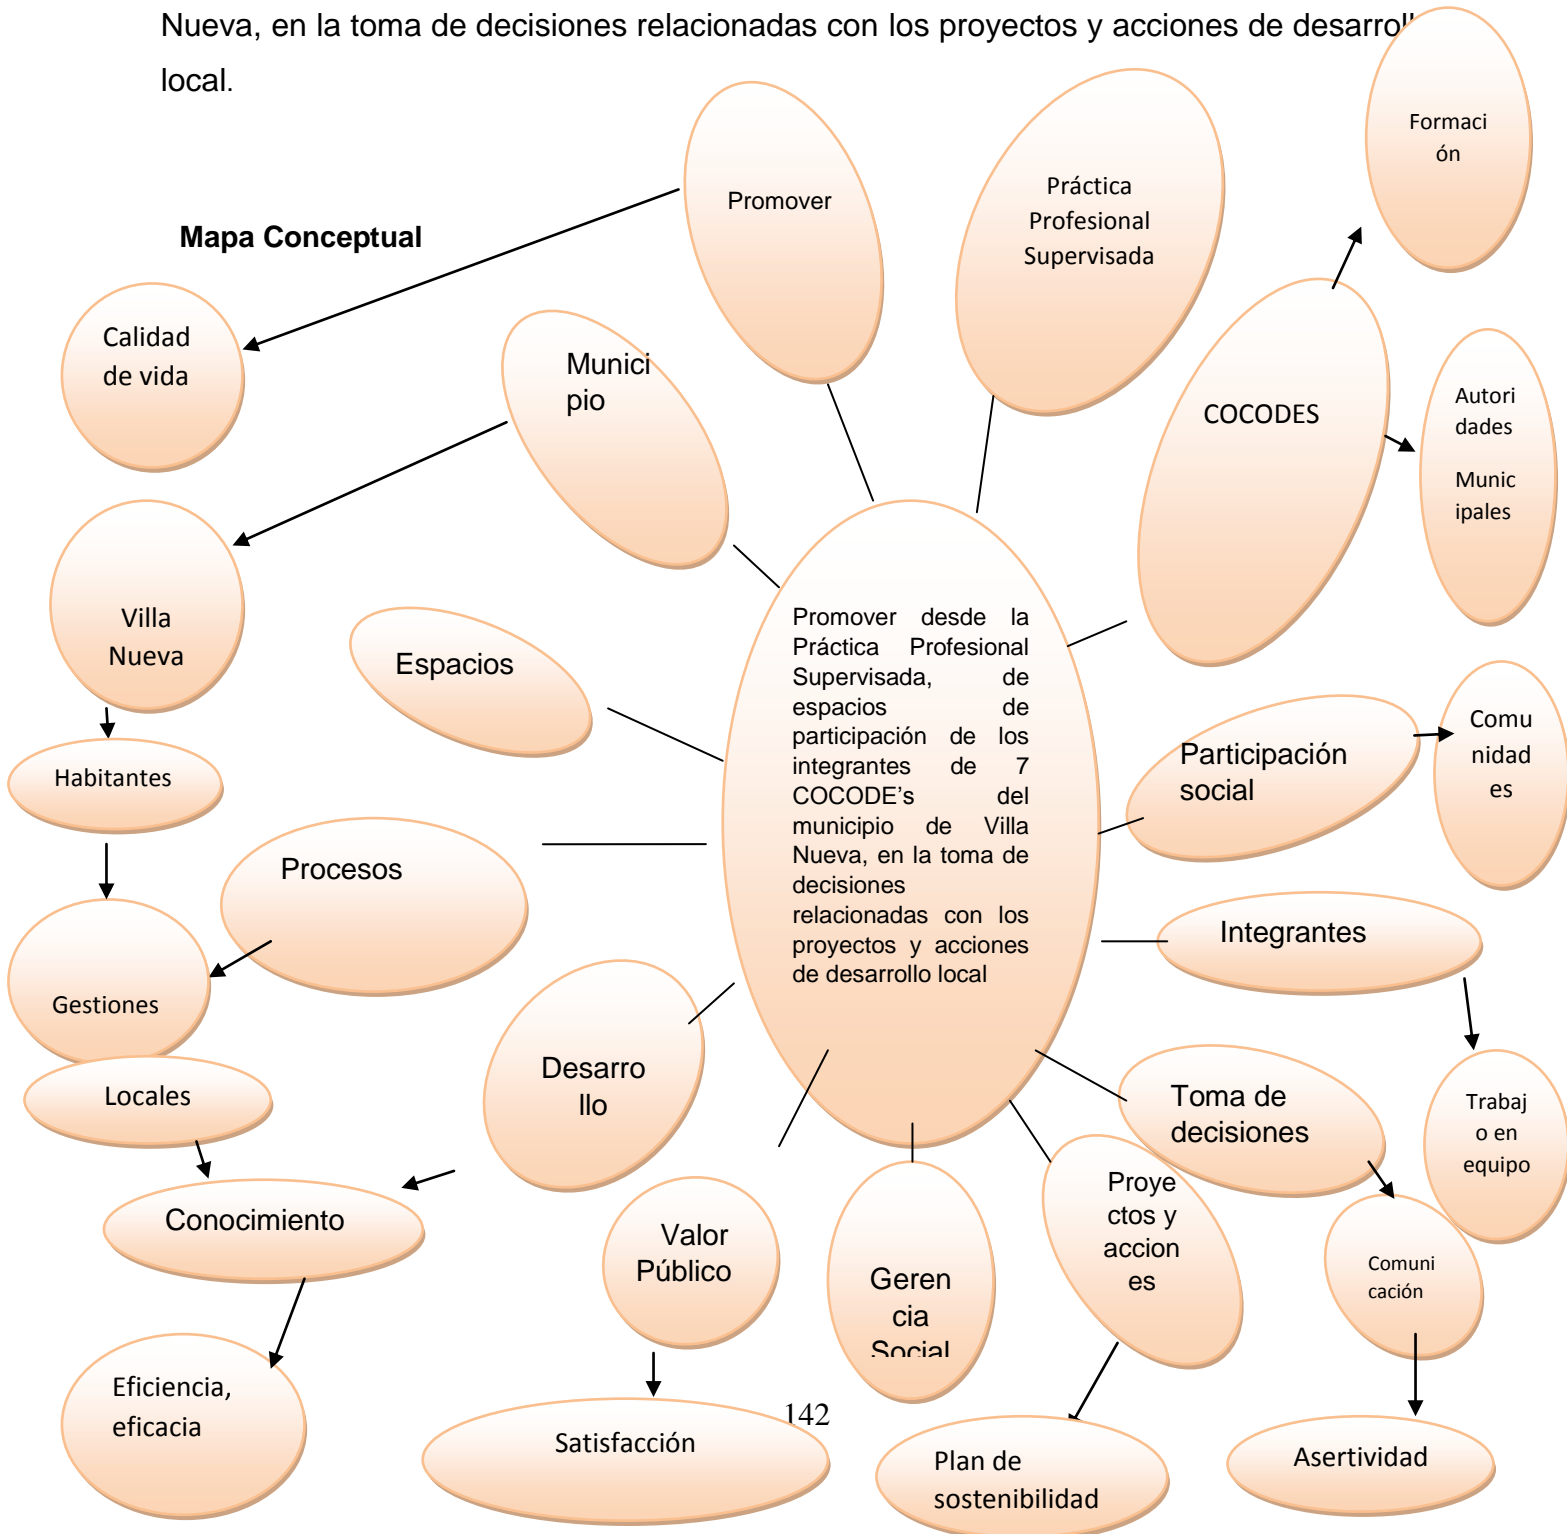 Nueva, en la toma de decisiones relacionadas con los proyectos y acciones de desarroll
local.
Formaci
ón
Promover
Práctica
Profesional
Supervisada
Mapa Conceptual
Calidad
de vida
Munici
pio
COCODES
Autori
dades
Munic
ipales
Villa
Nueva
Espacios
Promover desde la
Práctica Profesional
Supervisada, de
espacios de
participación de los
integrantes de 7
COCODE's del
municipio de Villa
Nueva, en la toma de
decisiones
relacionadas con los
proyectos y acciones
de desarrollo local
Participación
social
Comu
nidad
es
Habitantes
Procesos
Integrantes
Gestiones
Locales
Desarro
llo
Toma de
decisiones
Trabaj
o en
equipo
Conocimiento
Valor
Público
Geren
cia
Social
Proye
ctos y
accion
es
Comuni
cación
Eficiencia,
eficacia
142
Satisfacción
Plan de
sostenibilidad
Asertividad